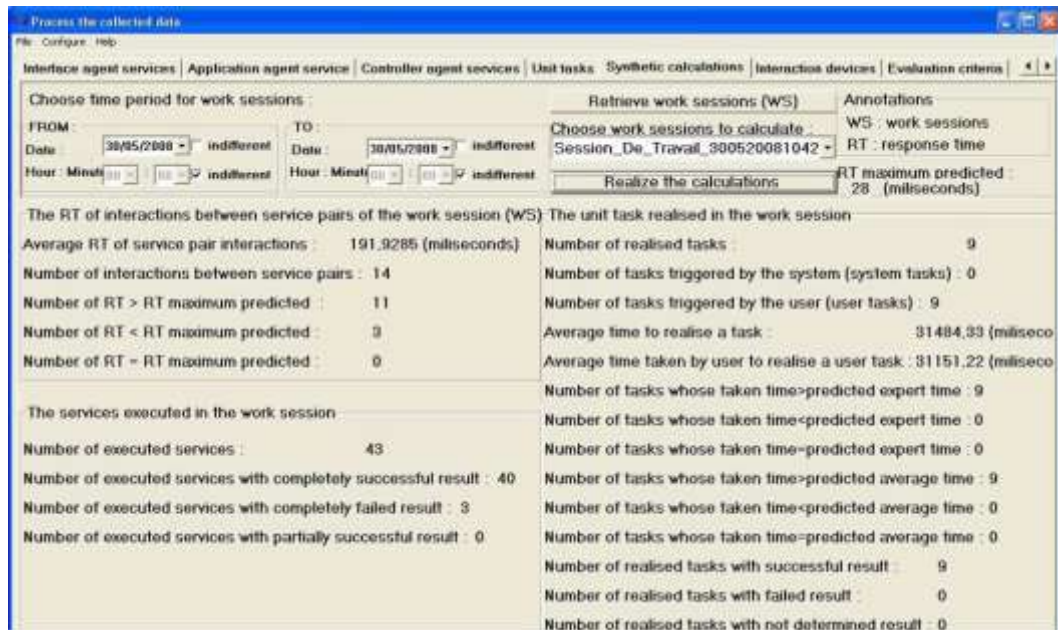 Process the collected data
File Configure Help
Interface agent services Application agent service Controller agent services Unit tasks Synthetic calculations Interaction devices Evaluation criteria
Choose time period for work sessions :
FROM :
Date : 30/05/2008 indifferent
Hour : Minute 00 : 00 indifferent
TO :
Date : 30/05/2008 indifferent
Hour : Minute 00 : 00 indifferent
Retrieve work sessions (WS)
Choose work sessions to calculate :
Session_De_Travail_300520081042
Realize the calculations
Annotations
WS : work sessions
RT : response time
RT maximum predicted :
28 (miliseconds)
The RT of interactions between service pairs of the work session (WS)
Average RT of service pair interactions : 191,9285 (miliseconds)
Number of interactions between service pairs : 14
Number of RT > RT maximum predicted : 11
Number of RT < RT maximum predicted : 3
Number of RT = RT maximum predicted : 0
The services executed in the work session
Number of executed services : 43
Number of executed services with completely successful result : 40
Number of executed services with completely failed result : 3
Number of executed services with partially successful result : 0
The unit task realised in the work session
Number of realised tasks : 9
Number of tasks triggered by the system (system tasks) : 0
Number of tasks triggered by the user (user tasks) : 9
Average time to realise a task : 31484,33 (miliseco
Average time taken by user to realise a user task : 31151,22 (miliseco
Number of tasks whose taken time>predicted expert time : 9
Number of tasks whose taken time<predicted expert time : 0
Number of tasks whose taken time=predicted expert time : 0
Number of tasks whose taken time>predicted average time : 9
Number of tasks whose taken time<predicted average time : 0
Number of tasks whose taken time=predicted average time : 0
Number of realised tasks with successful result : 9
Number of realised tasks with failed result : 0
Number of realised tasks with not determined result : 0